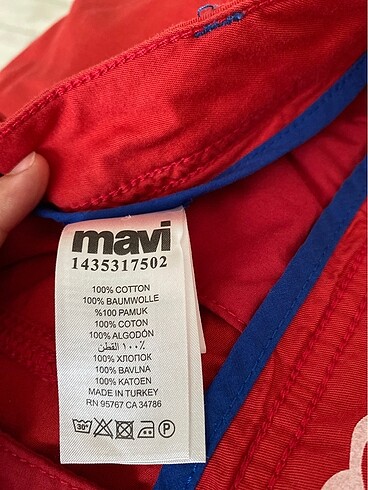 mavi
1435317502
100% COTTON
100% BAUMWOLLE
%100 PAMUK
100% COTON
100% ALGODÓN
١٠٠٪ القطن
100% ХЛОПОК
100% BAVLNA
100% KATOEN
MADE IN TURKEY
RN 95767 CA 34786
30°
P